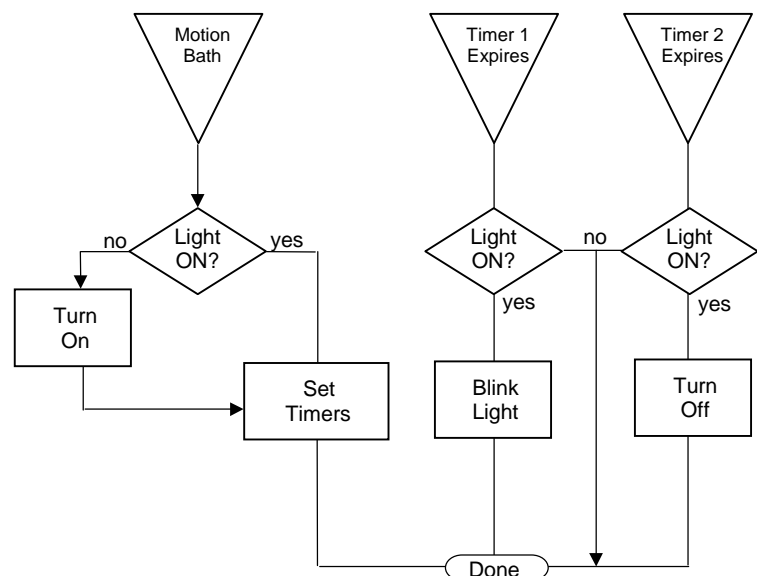 Motion
Bath
Timer 1
Expires
Timer 2
Expires
Light
ON?
no
yes
Light
ON?
no
yes
Light
ON?
yes
Turn
On
Set
Timers
Blink
Light
Turn
Off
Done